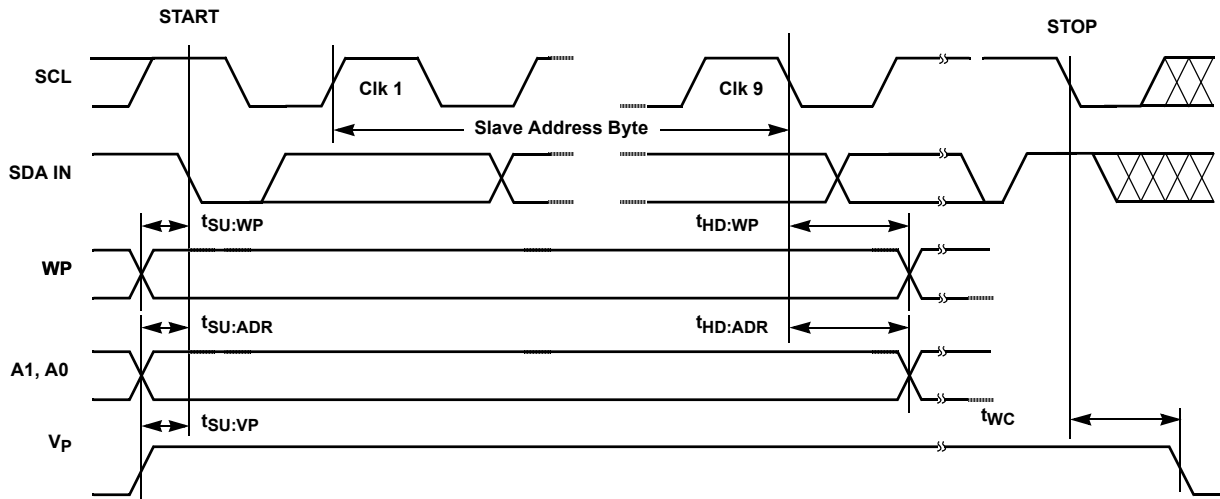 START
STOP
SCL
Clk 1
Clk 9
Slave Address Byte
SDA IN
tSU:WP
tHD:WP
WP
tSU:ADR
tHD:ADR
A1, A0
tSU:VP
tWC
VP